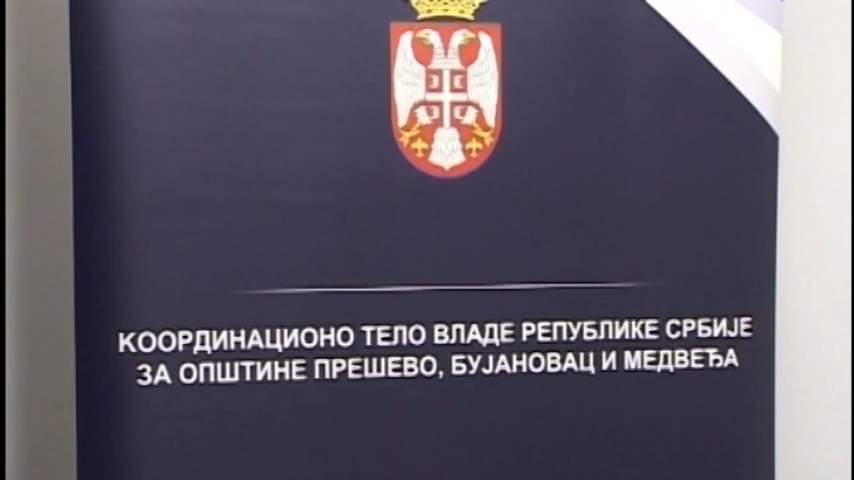 КООРДИНАЦИОНО ТЕЛО ВЛАДЕ РЕПУБЛИКЕ СРБИЈЕ
ЗА ОПШТИНЕ ПРЕШЕВО, БУЈАНОВАЦ И МЕДВЕЂА